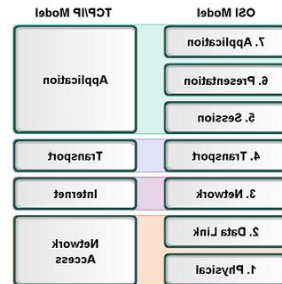 TCP/IP Model
OSI Model
Application
7. Application
6. Presentation
5. Session
Transport
4. Transport
Internet
3. Network
Network
Access
2. Data Link
1. Physical